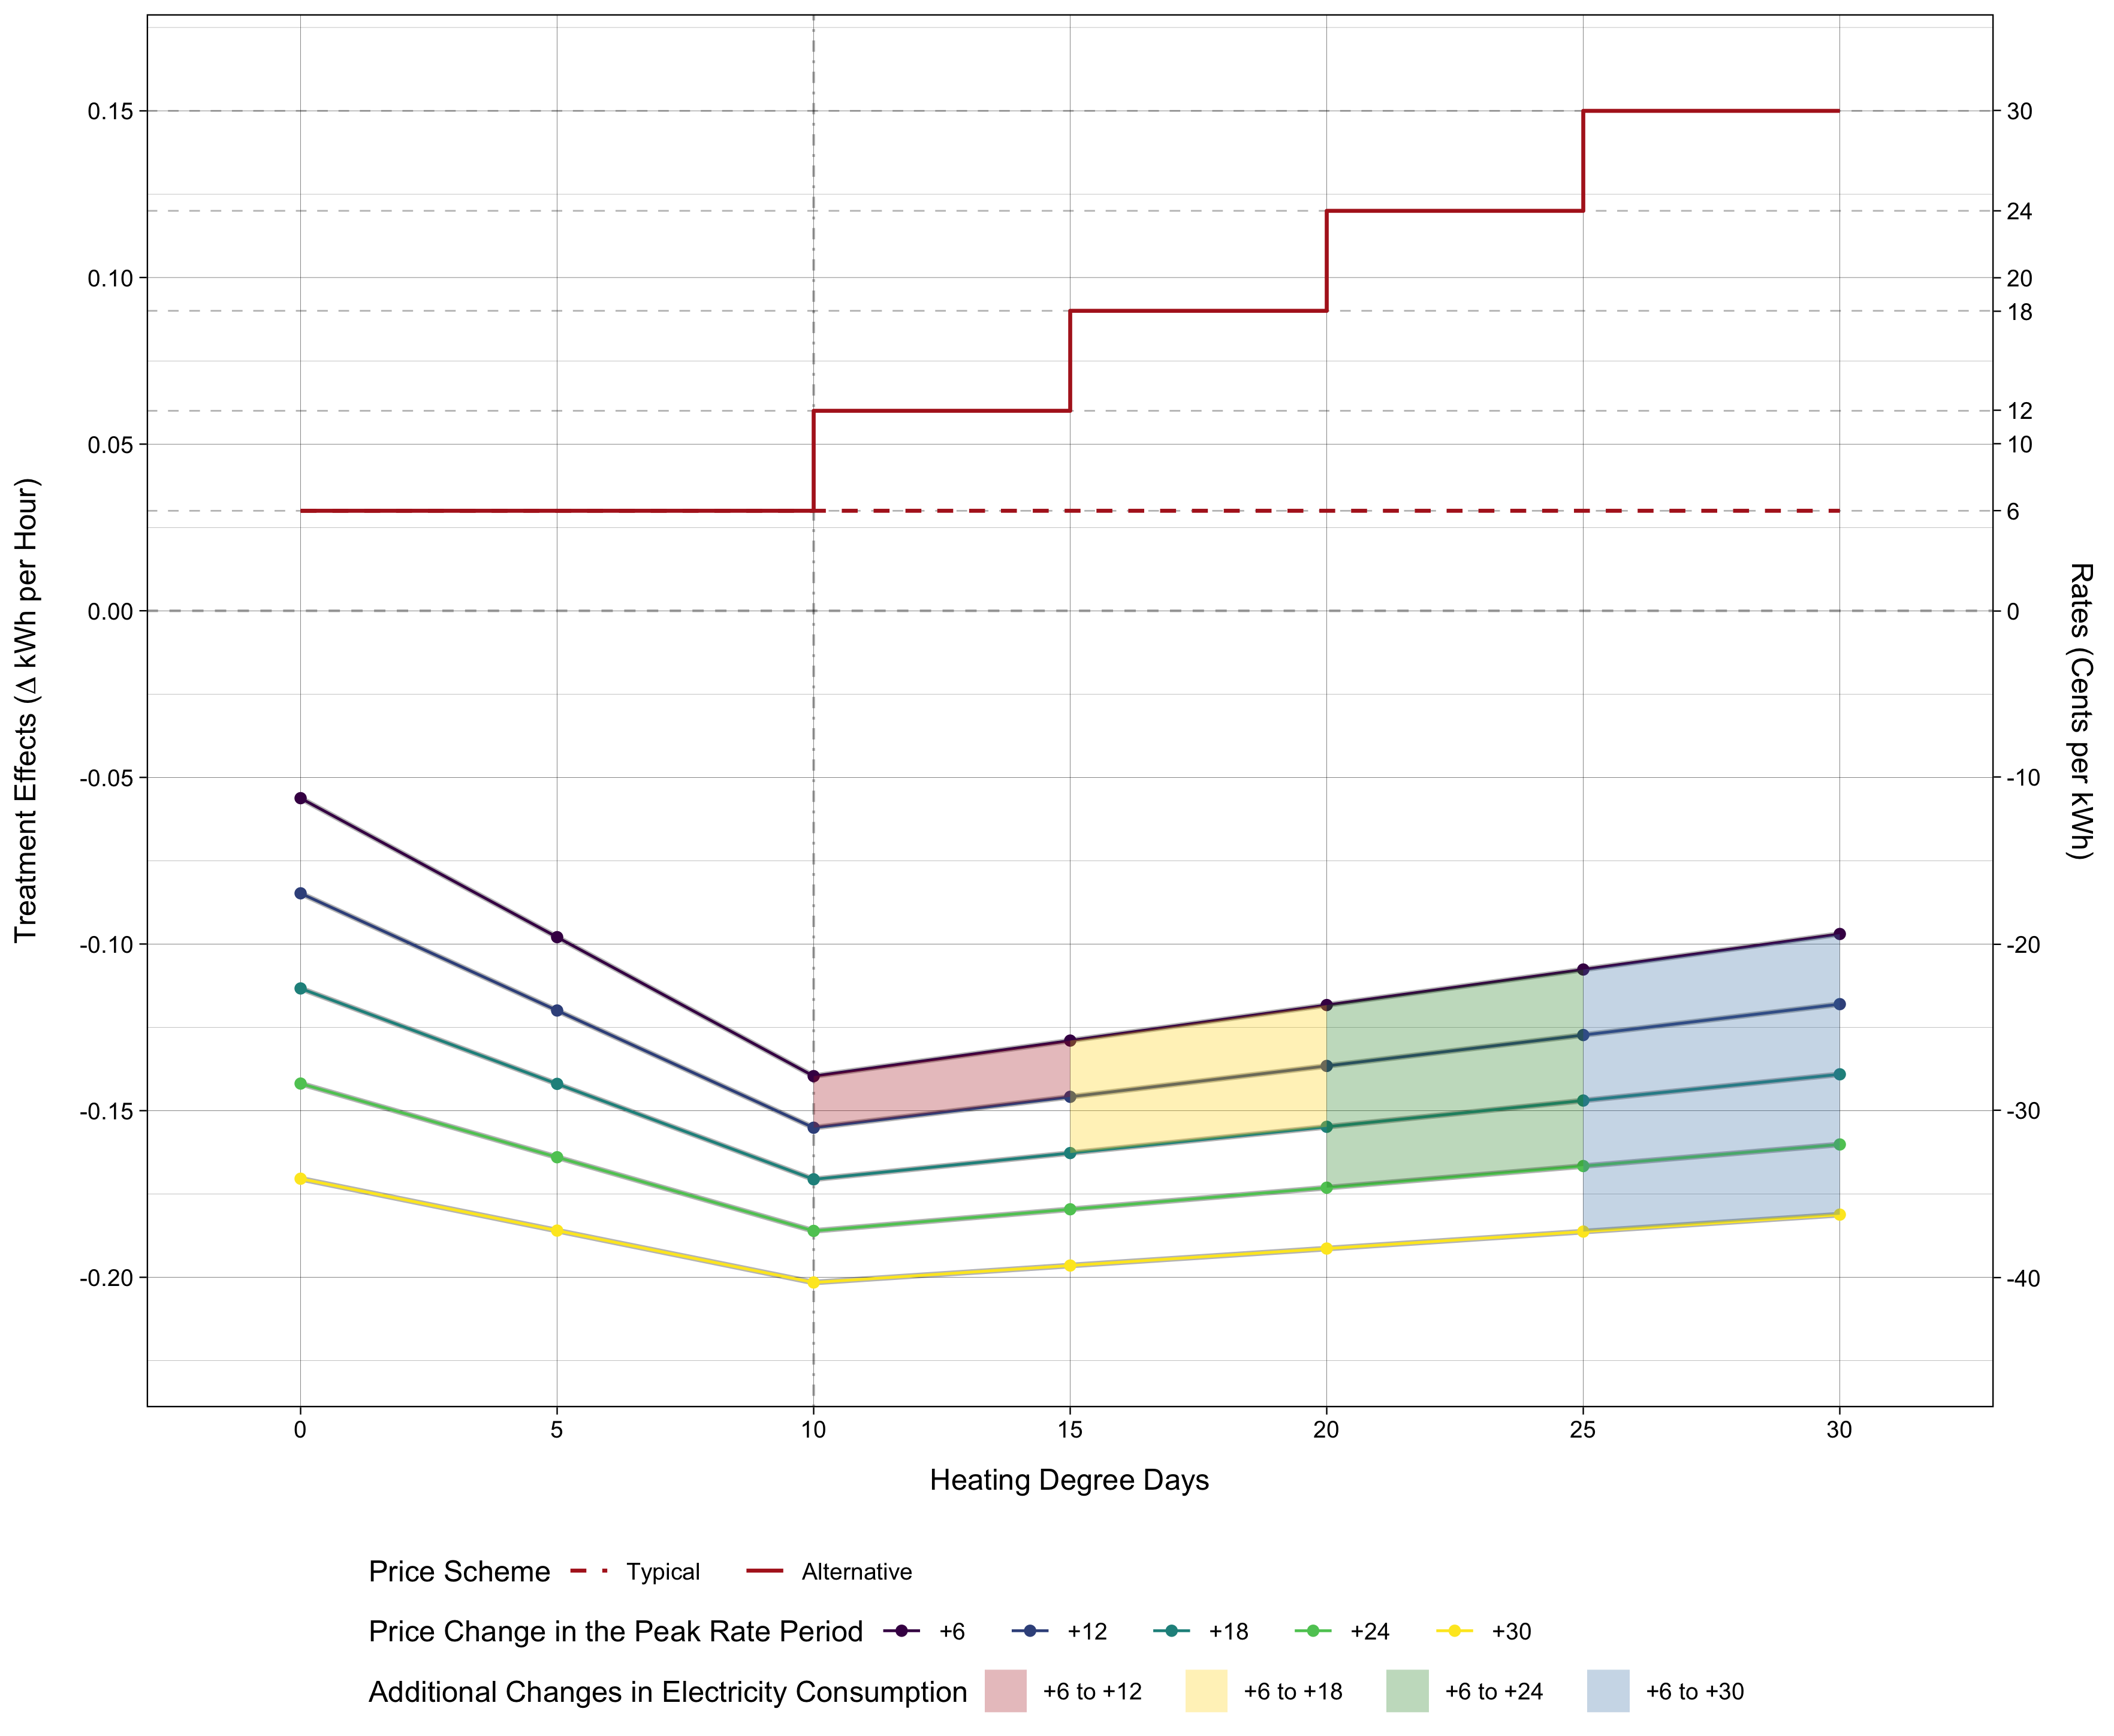 Treatment Effects (Δ kWh per Hour)
0.15
0.10
0.05
0.00
-0.05
-0.10
-0.15
-0.20
30
24
20
18
12
10
6
0
-10
-20
-30
-40
Rates (Cents per kWh)
0 5 10 15 20 25 30
Heating Degree Days
Price Scheme Typical Alternative
Price Change in the Peak Rate Period +6 +12 +18 +24 +30
Additional Changes in Electricity Consumption +6 to +12 +6 to +18 +6 to +24 +6 to +30